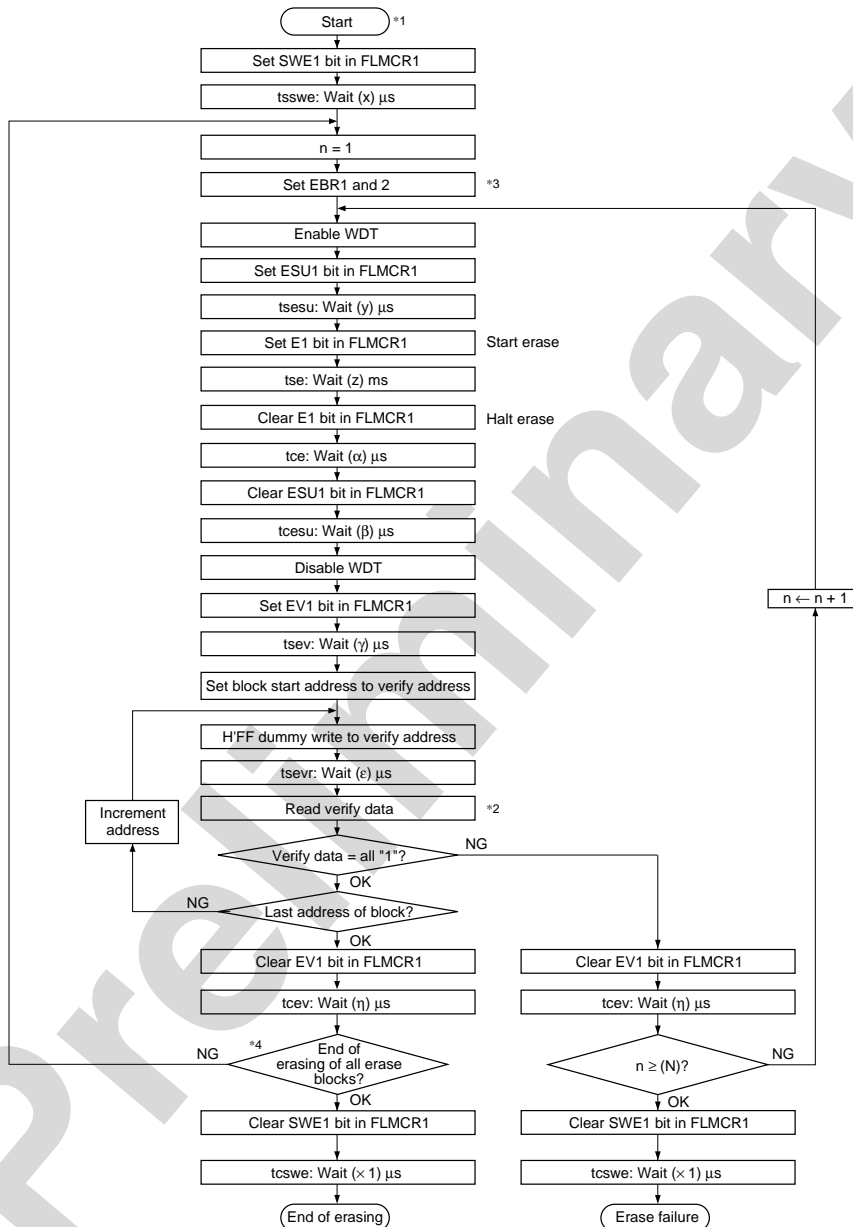 Start *1
Set SWE1 bit in FLMCR1
tsswe: Wait (x) μs
n = 1
Set EBR1 and 2 *3
Enable WDT
Set ESU1 bit in FLMCR1
tsesu: Wait (y) μs
Set E1 bit in FLMCR1 Start erase
tse: Wait (z) ms
Clear E1 bit in FLMCR1 Halt erase
tce: Wait (α) μs
Clear ESU1 bit in FLMCR1
tcesu: Wait (β) μs
Disable WDT
n ← n + 1
Set EV1 bit in FLMCR1
tsev: Wait (γ) μs
Set block start address to verify address
H'FF dummy write to verify address
tsevr: Wait (ε) μs
Increment
address
Read verify data *2
Verify data = all "1"? NG
OK
NG Last address of block?
OK
Clear EV1 bit in FLMCR1 Clear EV1 bit in FLMCR1
tcev: Wait (η) μs tcev: Wait (η) μs
*4
NG End of
erasing of all erase
blocks?
n ≥ (N)? NG
OK OK
Clear SWE1 bit in FLMCR1 Clear SWE1 bit in FLMCR1
tcswe: Wait (× 1) μs tcswe: Wait (× 1) μs
End of erasing Erase failure
Preliminary